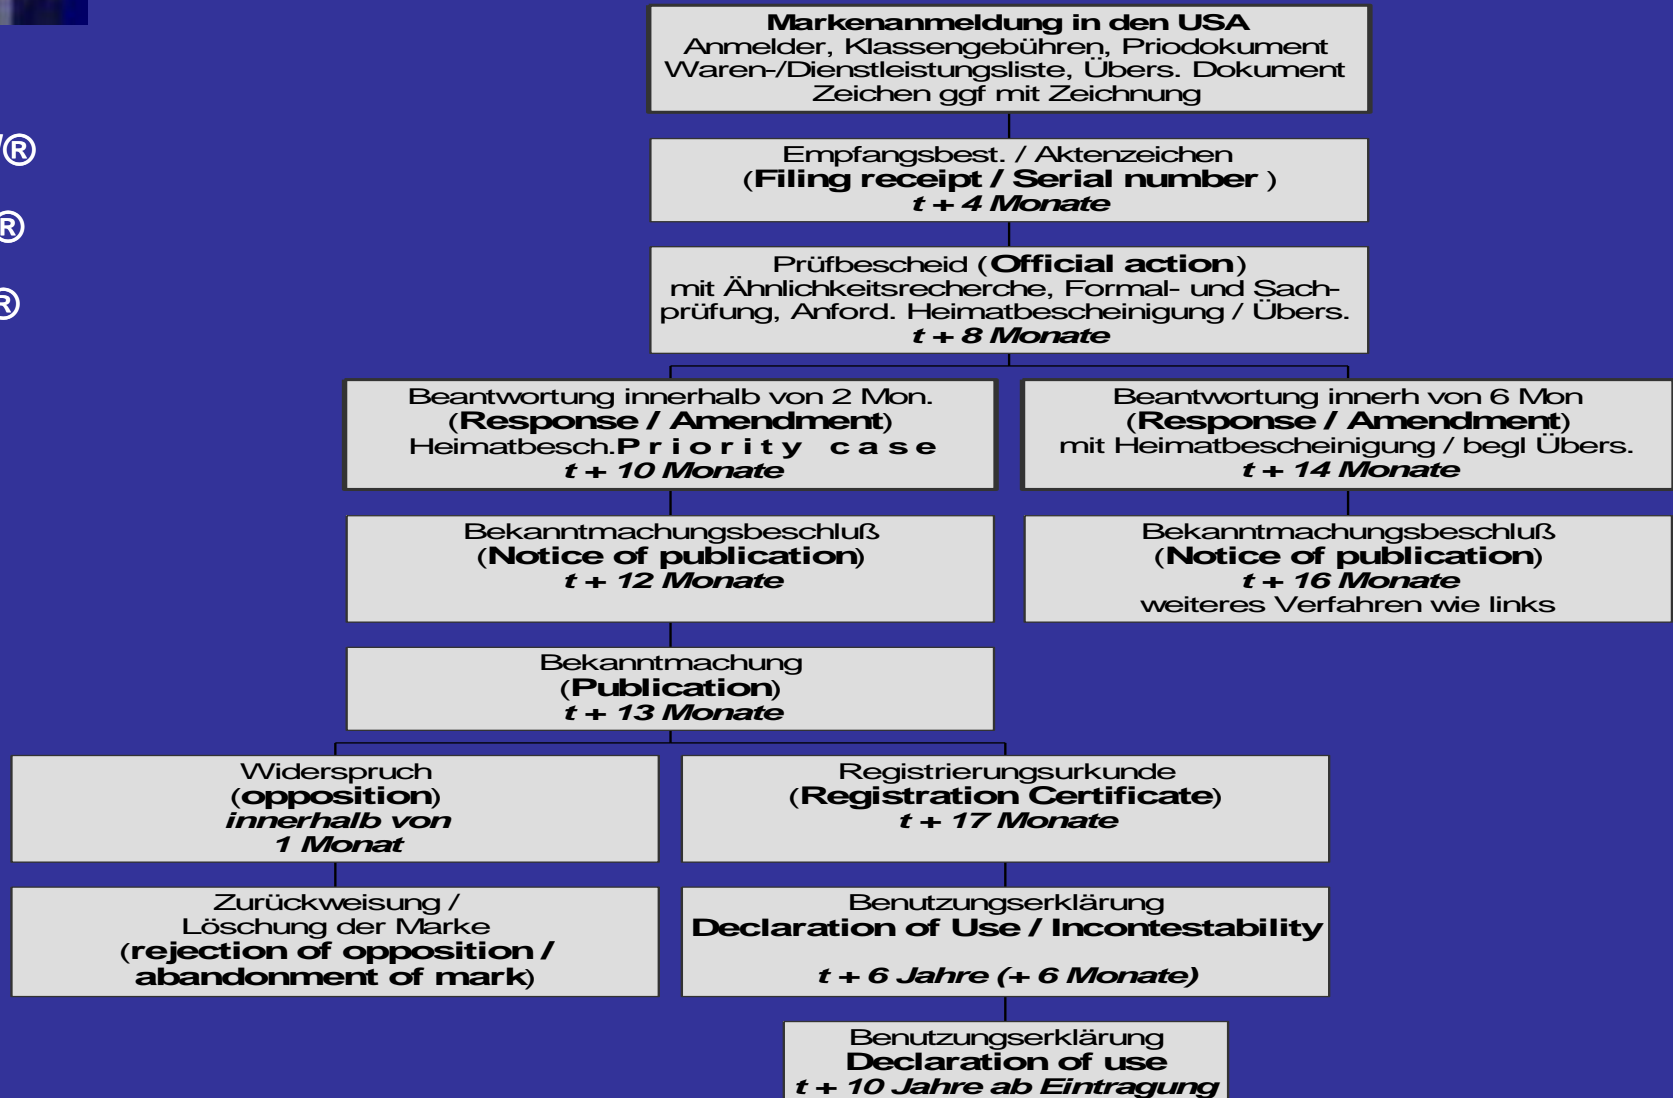 Markenanmeldung in den USA
Anmelder, Klassengebühren, Priodokument
Waren-/Dienstleistungsliste, Übers. Dokument
Zeichen ggf mit Zeichnung
®
®
®
Empfangsbest. / Aktenzeichen
(Filing receipt / Serial number )
t + 4 Monate
Prüfbescheid (Official action)
mit Ähnlichkeitsrecherche, Formal- und Sach-
prüfung, Anford. Heimatbescheinigung / Übers.
t + 8 Monate
Beantwortung innerhalb von 2 Mon.
(Response / Amendment)
Heimatbesch.Priority case
t + 10 Monate
Beantwortung innerh von 6 Mon
(Response / Amendment)
mit Heimatbescheinigung / begl Übers.
t + 14 Monate
Bekanntmachungsbeschluß
(Notice of publication)
t + 12 Monate
Bekanntmachungsbeschluß
(Notice of publication)
t + 16 Monate
weiteres Verfahren wie links
Bekanntmachung
(Publication)
t + 13 Monate
Widerspruch
(opposition)
innerhalb von
1 Monat
Registrierungsurkunde
(Registration Certificate)
t + 17 Monate
Zurückweisung /
Löschung der Marke
(rejection of opposition /
abandonment of mark)
Benutzungserklärung
Declaration of Use / Incontestability
t + 6 Jahre (+ 6 Monate)
Benutzungserklärung
Declaration of use
t + 10 Jahre ab Eintragung